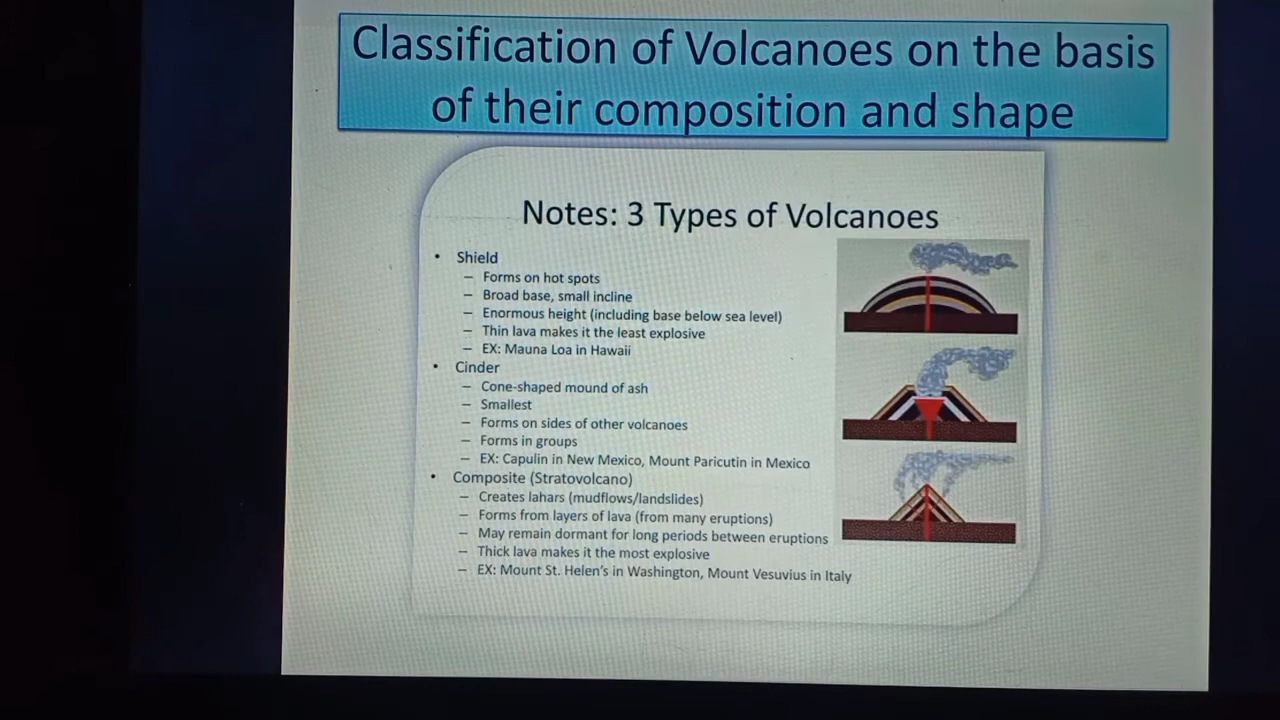 Classification of Volcanoes on the basis
of their composition and shape
Notes: 3 Types of Volcanoes
• Shield
– Forms on hot spots
– Broad base, small incline
– Enormous height (including base below sea level)
– Thin lava makes it the least explosive
– EX: Mauna Loa in Hawaii
• Cinder
– Cone-shaped mound of ash
– Smallest
– Forms on sides of other volcanoes
– Forms in groups
– EX: Capulin in New Mexico, Mount Paricutin in Mexico
• Composite (Stratovolcano)
– Creates lahars (mudflows/landslides)
– Forms from layers of lava (from many eruptions)
– May remain dormant for long periods between eruptions
– Thick lava makes it the most explosive
– EX: Mount St. Helen's in Washington, Mount Vesuvius in Italy